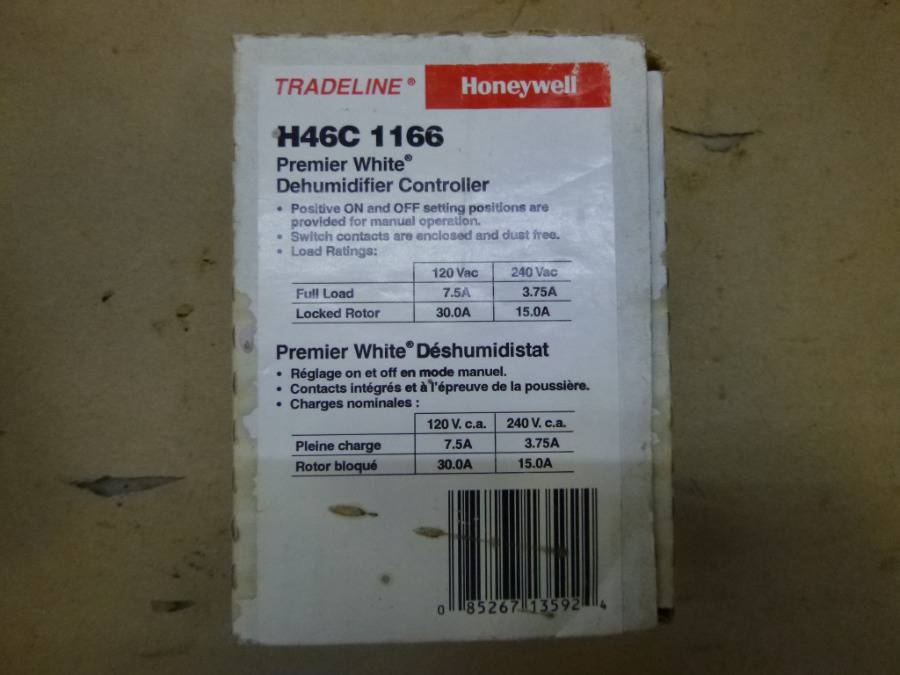 TRADELINE® Honeywell
H46C 1166
Premier White®
Dehumidifier Controller
• Positive ON and OFF setting positions are
provided for manual operation.
• Switch contacts are enclosed and dust free.
• Load Ratings:
120 Vac 240 Vac
Full Load 7.5A 3.75A
Locked Rotor 30.0A 15.0A
Premier White® Déshumidistat
• Réglage on et off en mode manuel.
• Contacts intégrés et à l'épreuve de la poussière.
• Charges nominales :
120 V. c.a. 240 V. c.a.
Pleine charge 7.5A 3.75A
Rotor bloqué 30.0A 15.0A
0 85267 13592 4